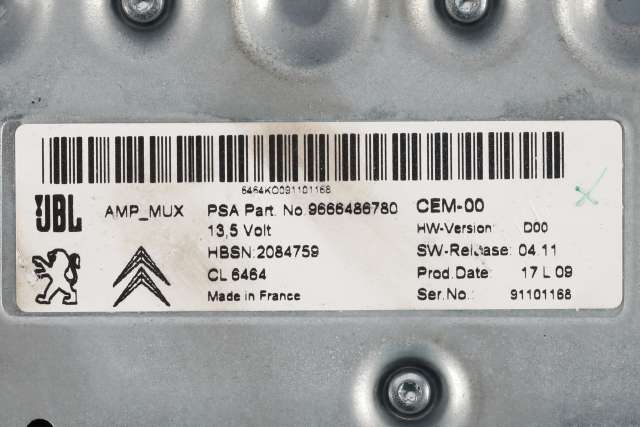 6464KO091101168
JBL AMP_MUX PSA Part. No.9666486780 CEM-00
13,5 Volt HW-Version: D00
HBSN:2084759 SW-Release: 04.11
CL 6464 Prod.Date: 17 L 09
Made in France Ser.No.: 91101168